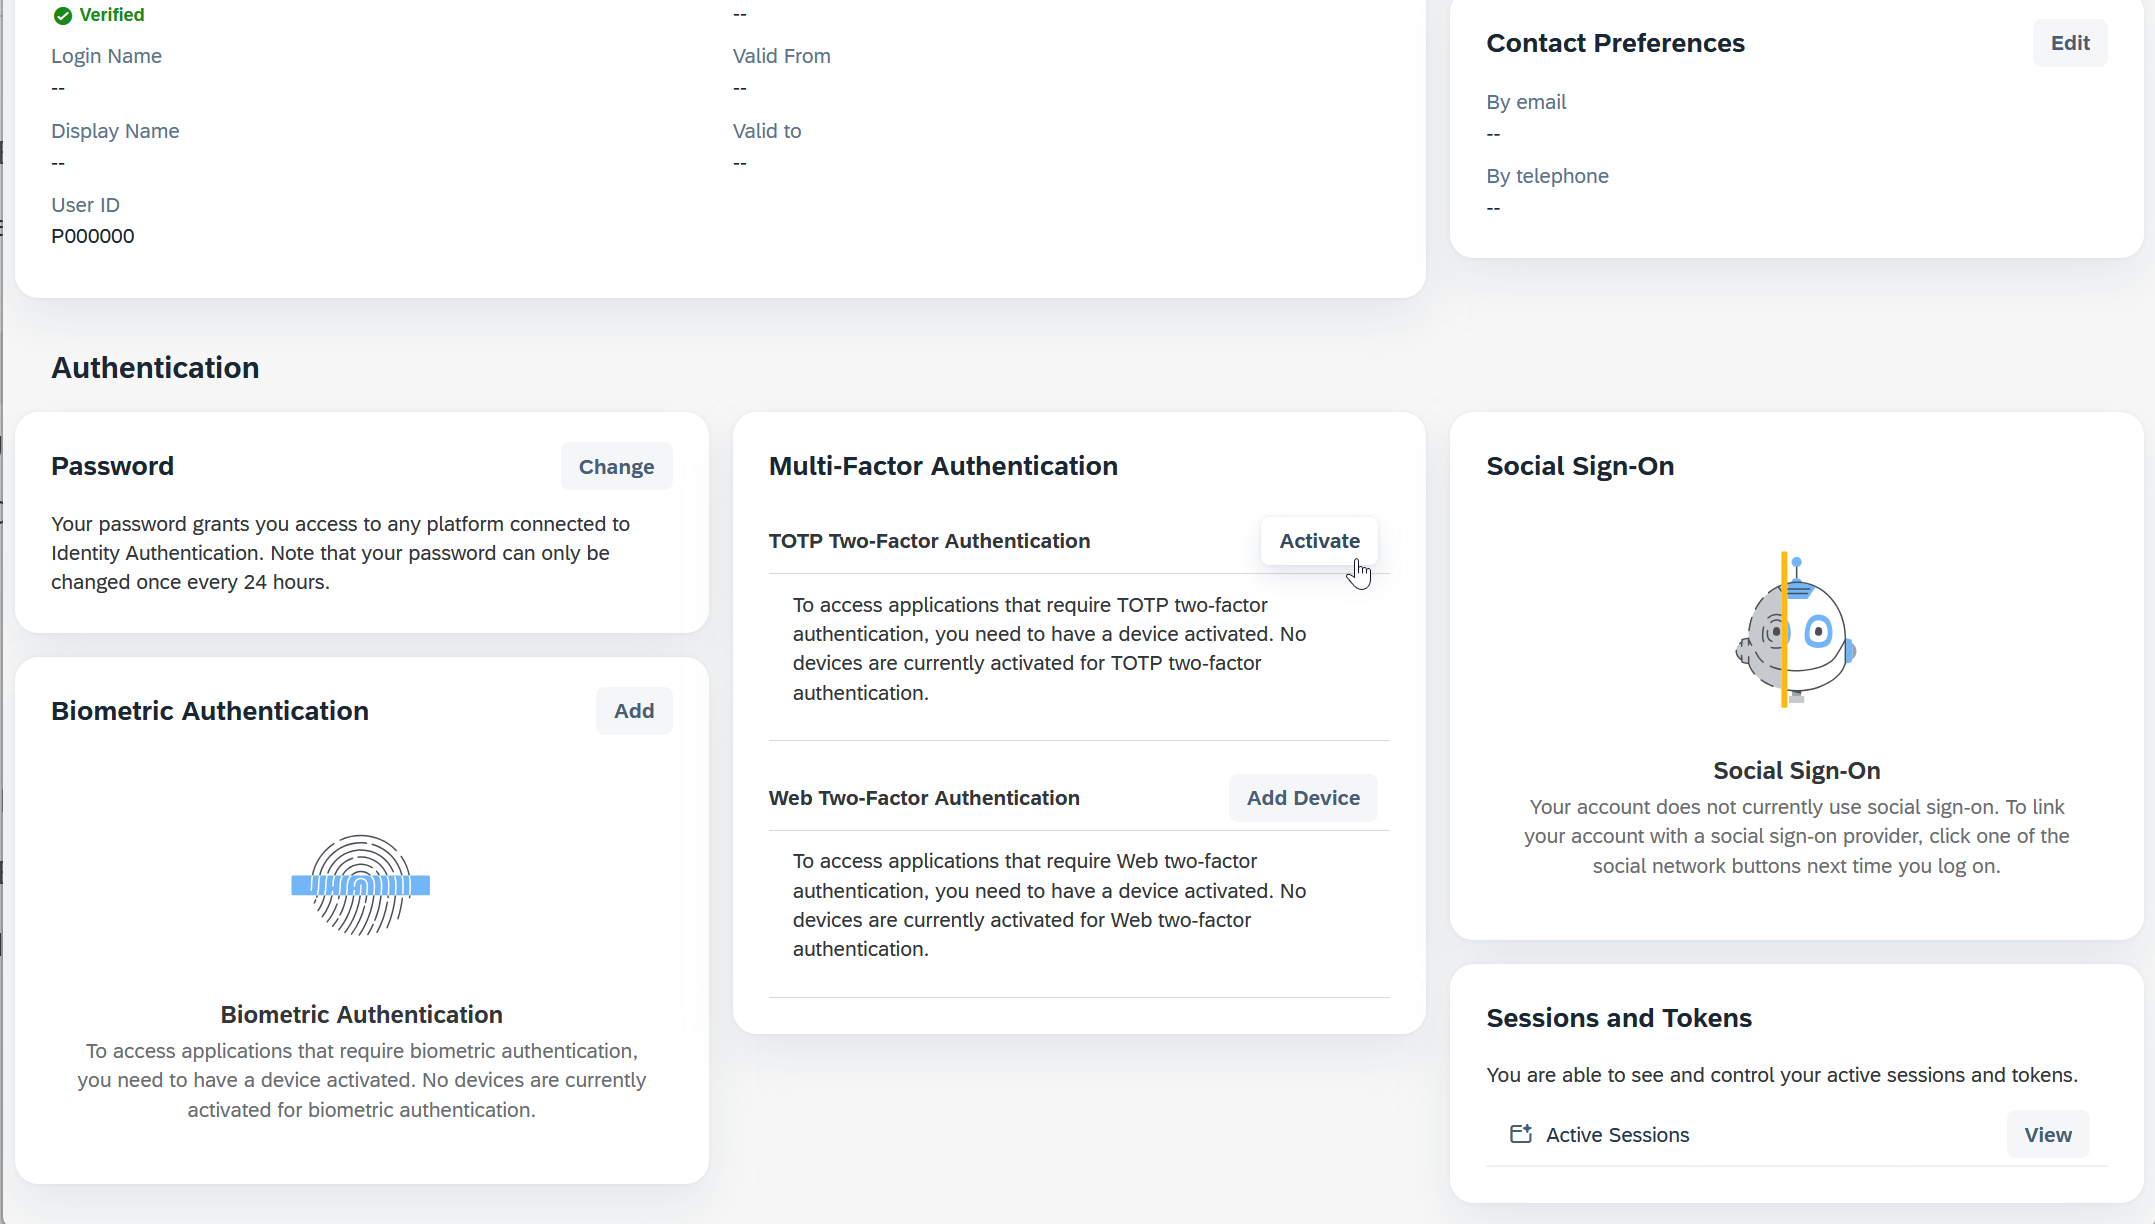 Verified
--
Login Name
--
Valid From
--
Display Name
--
Valid to
--
User ID
P000000
Contact Preferences
Edit
By email
--
By telephone
--
Authentication
Password
Change
Your password grants you access to any platform connected to
Identity Authentication. Note that your password can only be
changed once every 24 hours.
Biometric Authentication
Add
Biometric Authentication
To access applications that require biometric authentication,
you need to have a device activated. No devices are currently
activated for biometric authentication.
Multi-Factor Authentication
TOTP Two-Factor Authentication
Activate
To access applications that require TOTP two-factor
authentication, you need to have a device activated. No
devices are currently activated for TOTP two-factor
authentication.
Web Two-Factor Authentication
Add Device
To access applications that require Web two-factor
authentication, you need to have a device activated. No
devices are currently activated for Web two-factor
authentication.
Social Sign-On
Social Sign-On
Your account does not currently use social sign-on. To link
your account with a social sign-on provider, click one of the
social network buttons next time you log on.
Sessions and Tokens
You are able to see and control your active sessions and tokens.
Active Sessions
View